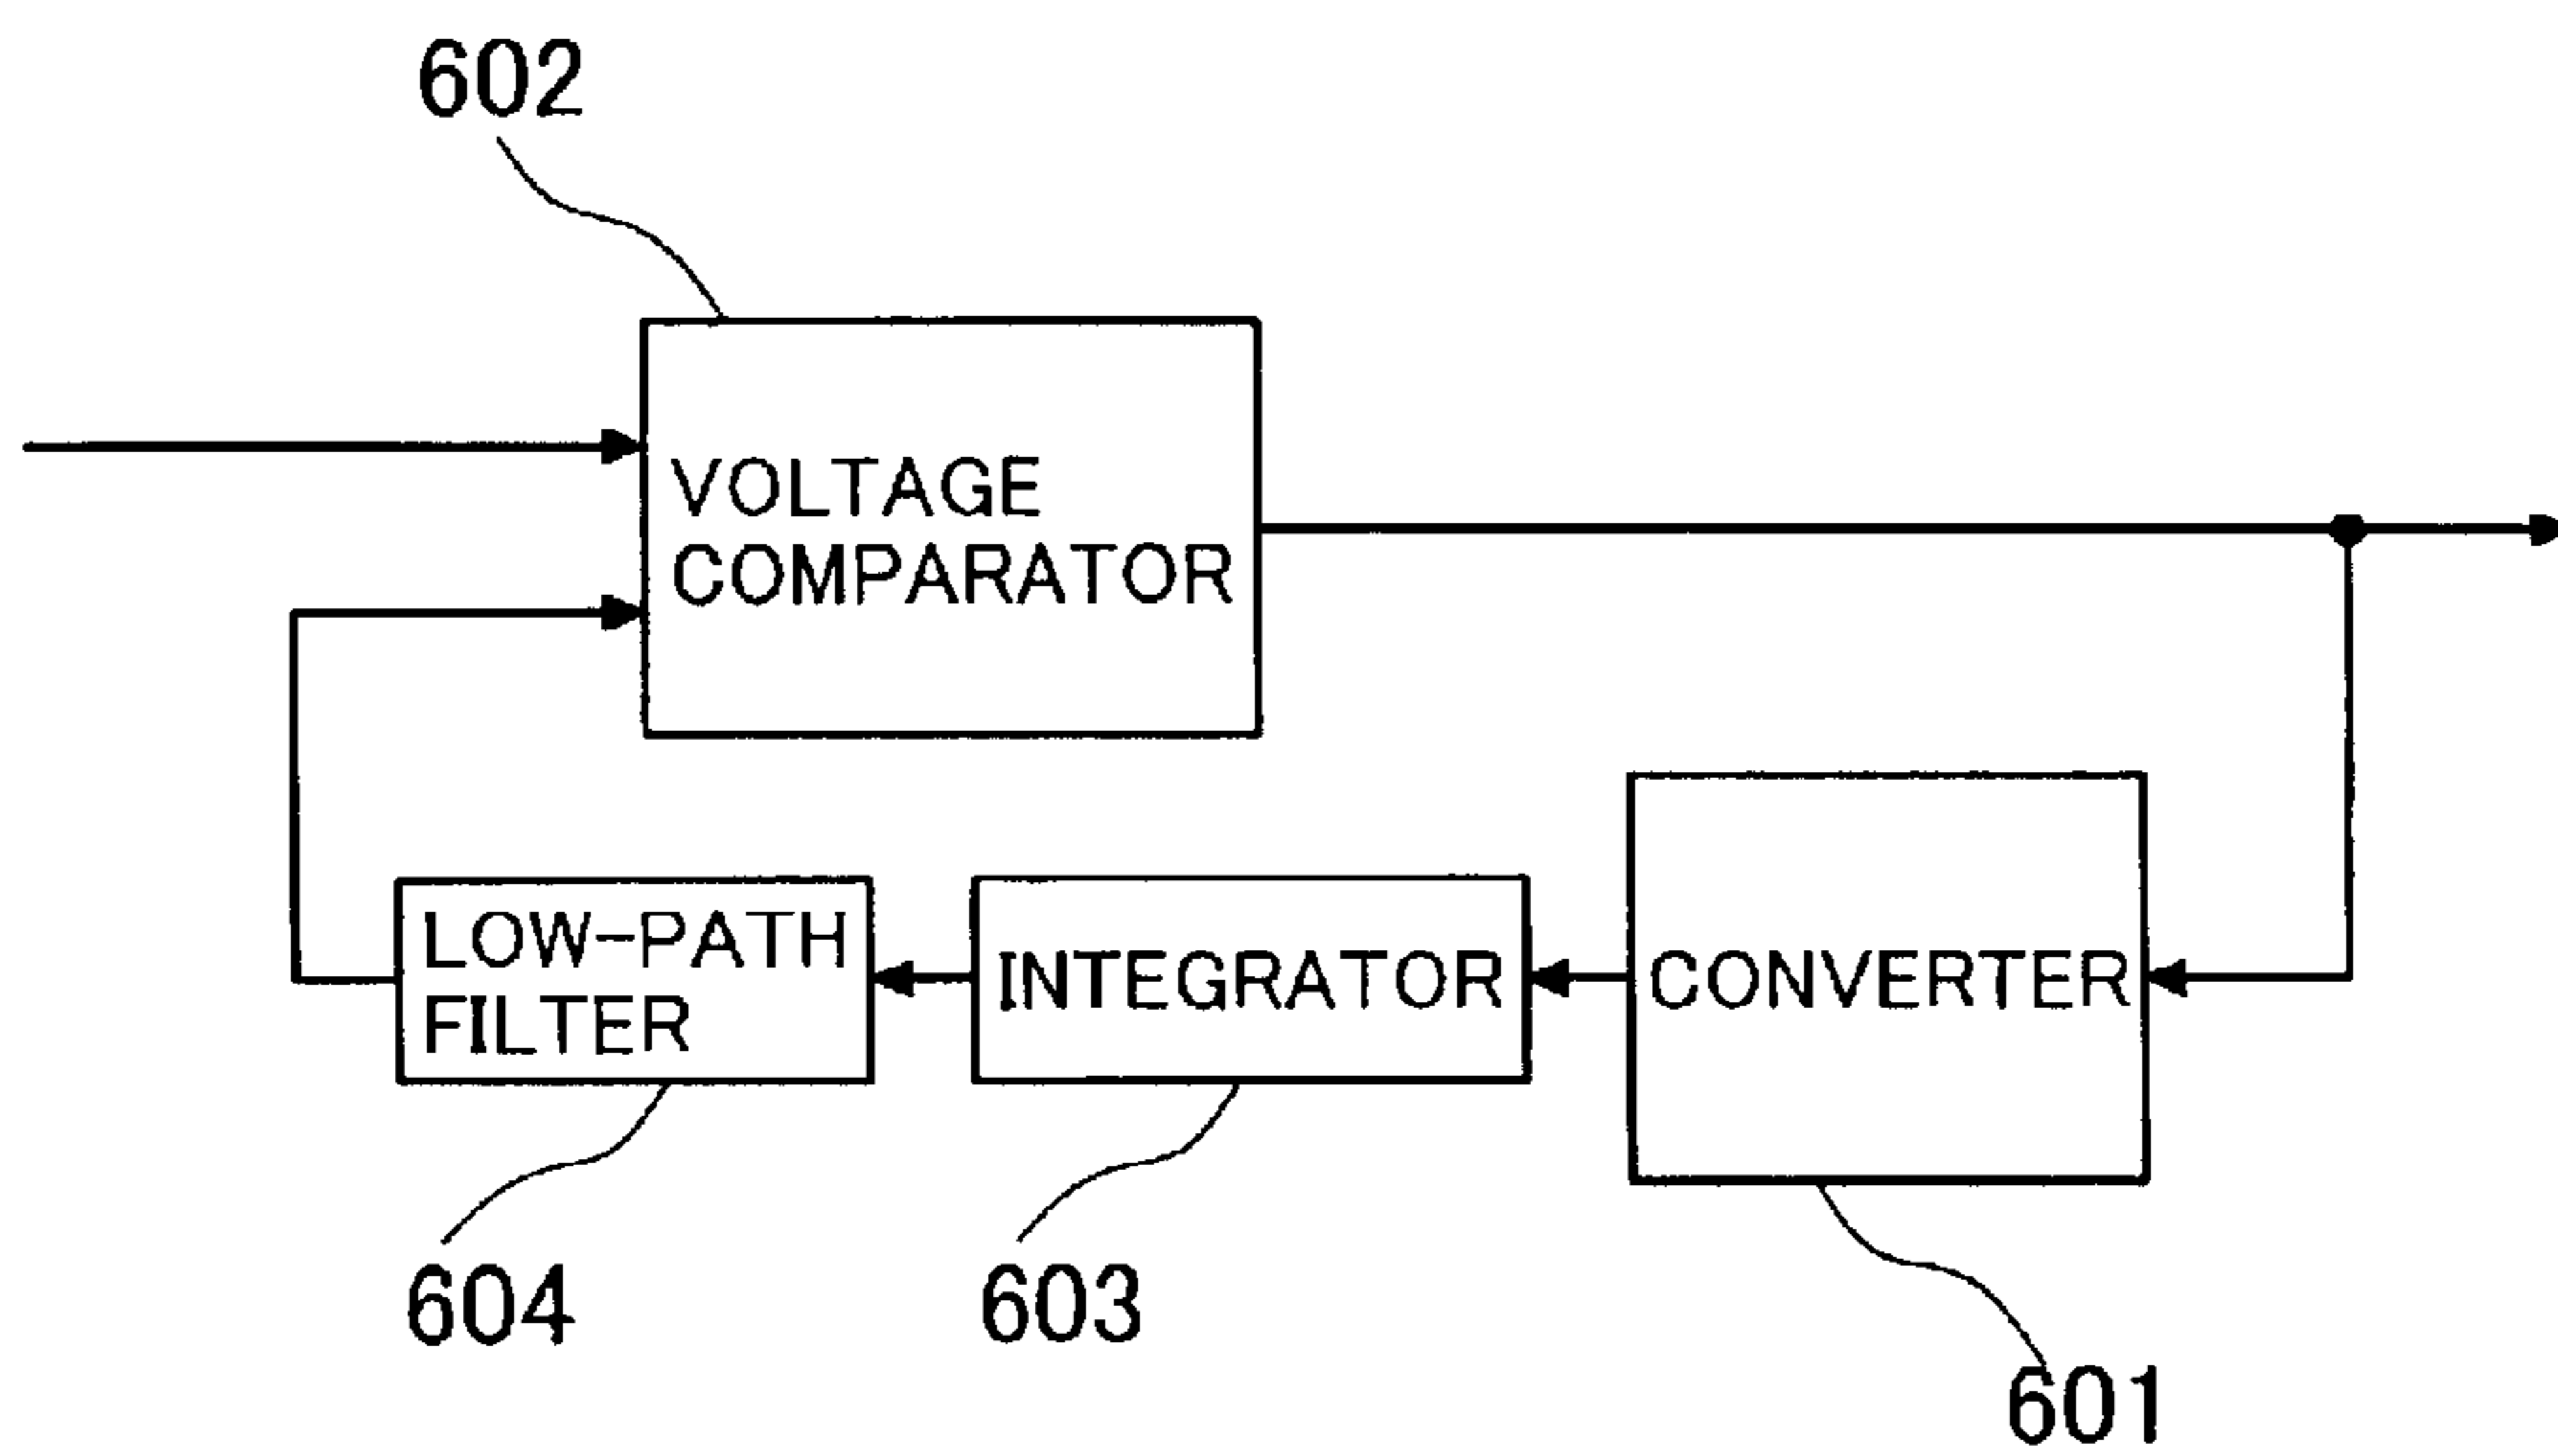 602
VOLTAGE
COMPARATOR
LOW-PATH
FILTER
INTEGRATOR
CONVERTER
604
603
601